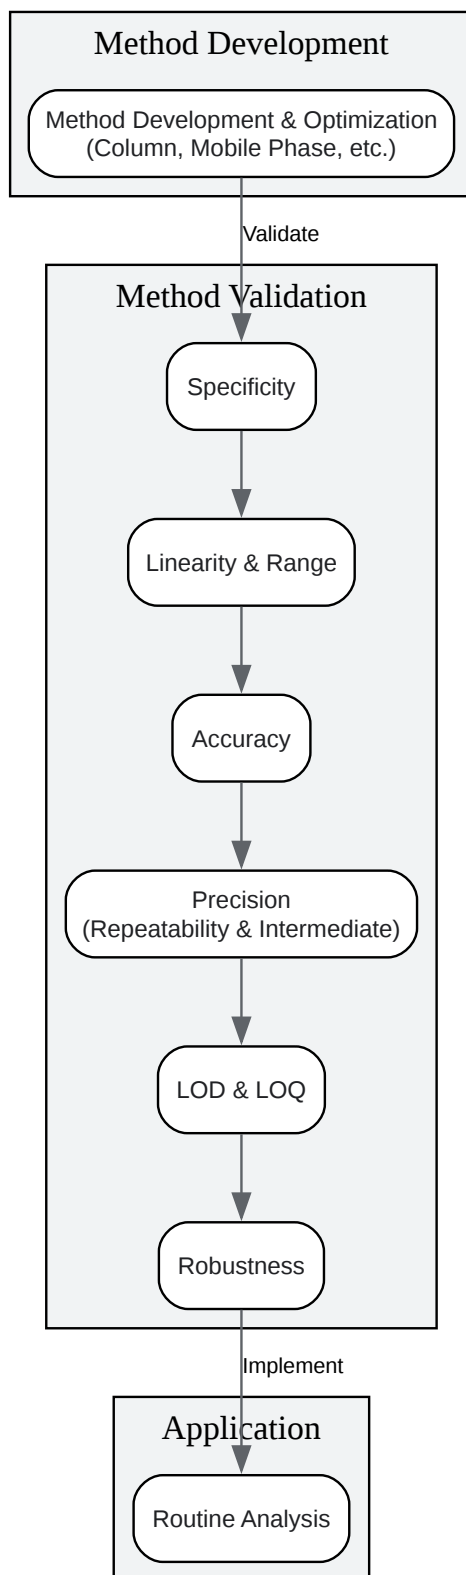 Method Development
Method Development & Optimization
(Column, Mobile Phase, etc.)
Validate
Method Validation
Specificity
Linearity & Range
Accuracy
Precision
(Repeatability & Intermediate)
LOD & LOQ
Robustness
Implement
Application
Routine Analysis